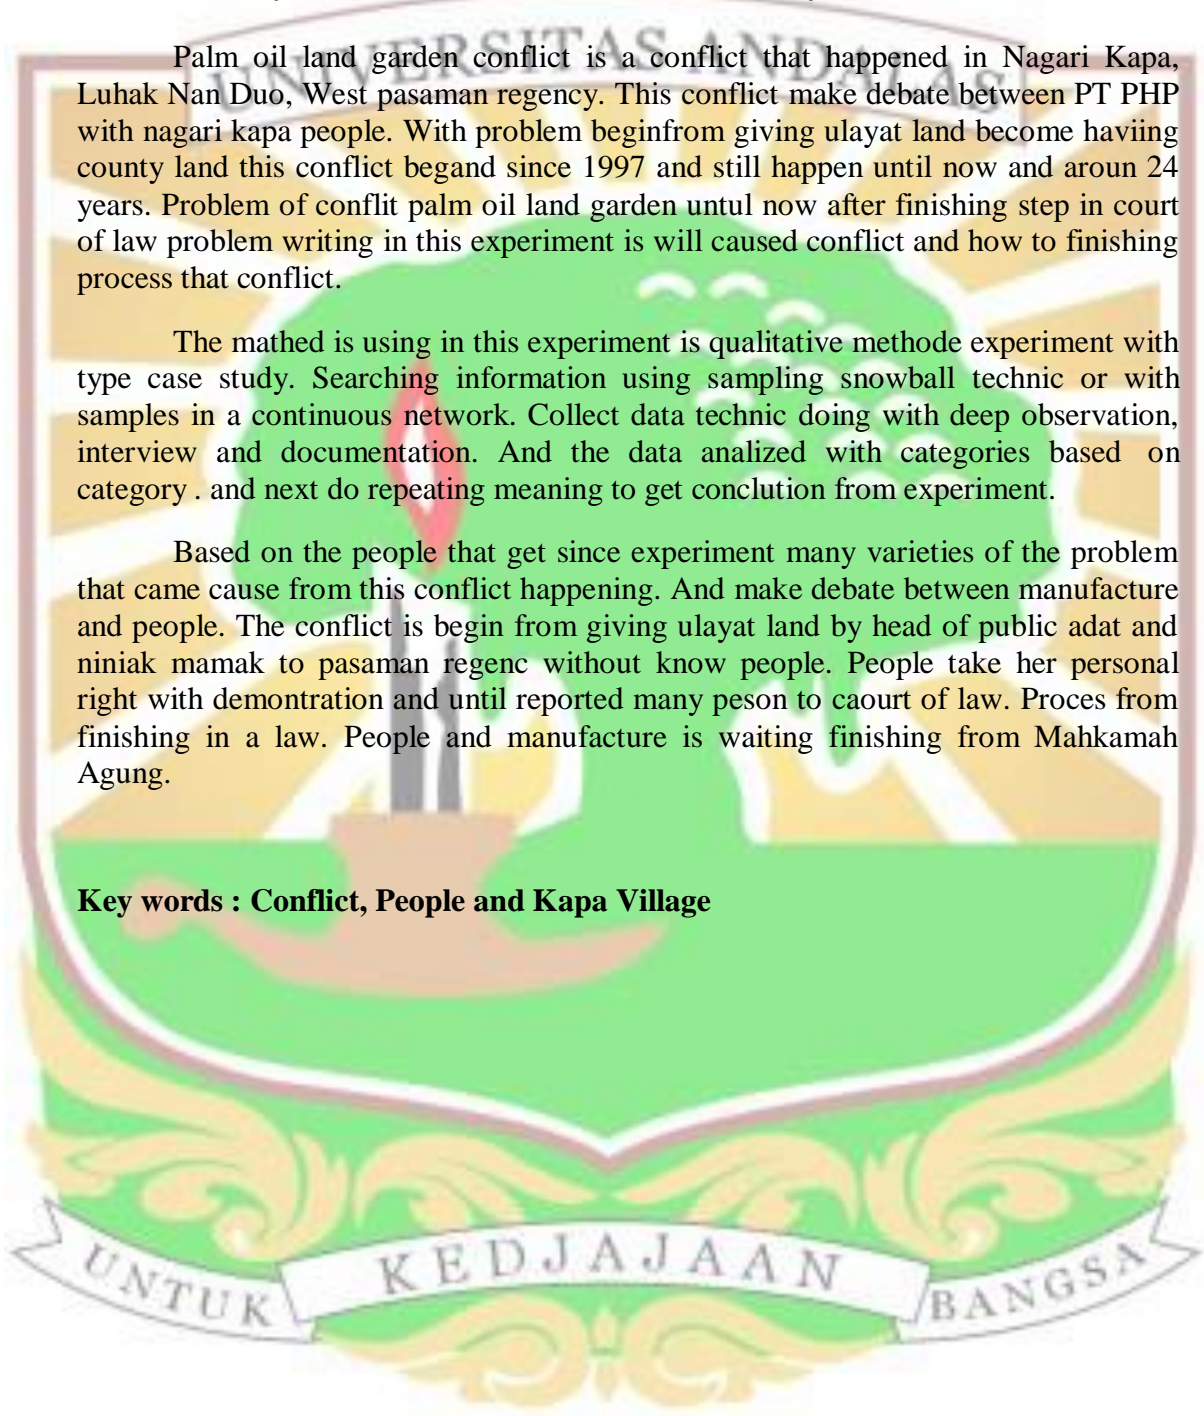 UNIVERSITAS ANDALAS
Palm oil land garden conflict is a conflict that happened in Nagari Kapa,
Luhak Nan Duo, West pasaman regency. This conflict make debate between PT PHP
with nagari kapa people. With problem beginfrom giving ulayat land become haviing
county land this conflict begand since 1997 and still happen until now and aroun 24
years. Problem of conflit palm oil land garden untul now after finishing step in court
of law problem writing in this experiment is will caused conflict and how to finishing
process that conflict.
The mathed is using in this experiment is qualitative methode experiment with
type case study. Searching information using sampling snowball technic or with
samples in a continuous network. Collect data technic doing with deep observation,
interview and documentation. And the data analized with categories based on
category . and next do repeating meaning to get conclution from experiment.
Based on the people that get since experiment many varieties of the problem
that came cause from this conflict happening. And make debate between manufacture
and people. The conflict is begin from giving ulayat land by head of public adat and
niniak mamak to pasaman regenc without know people. People take her personal
right with demontration and until reported many peson to caourt of law. Proces from
finishing in a law. People and manufacture is waiting finishing from Mahkamah
Agung.
Key words : Conflict, People and Kapa Village
UNTUK KEDJAJAAN BANGSA